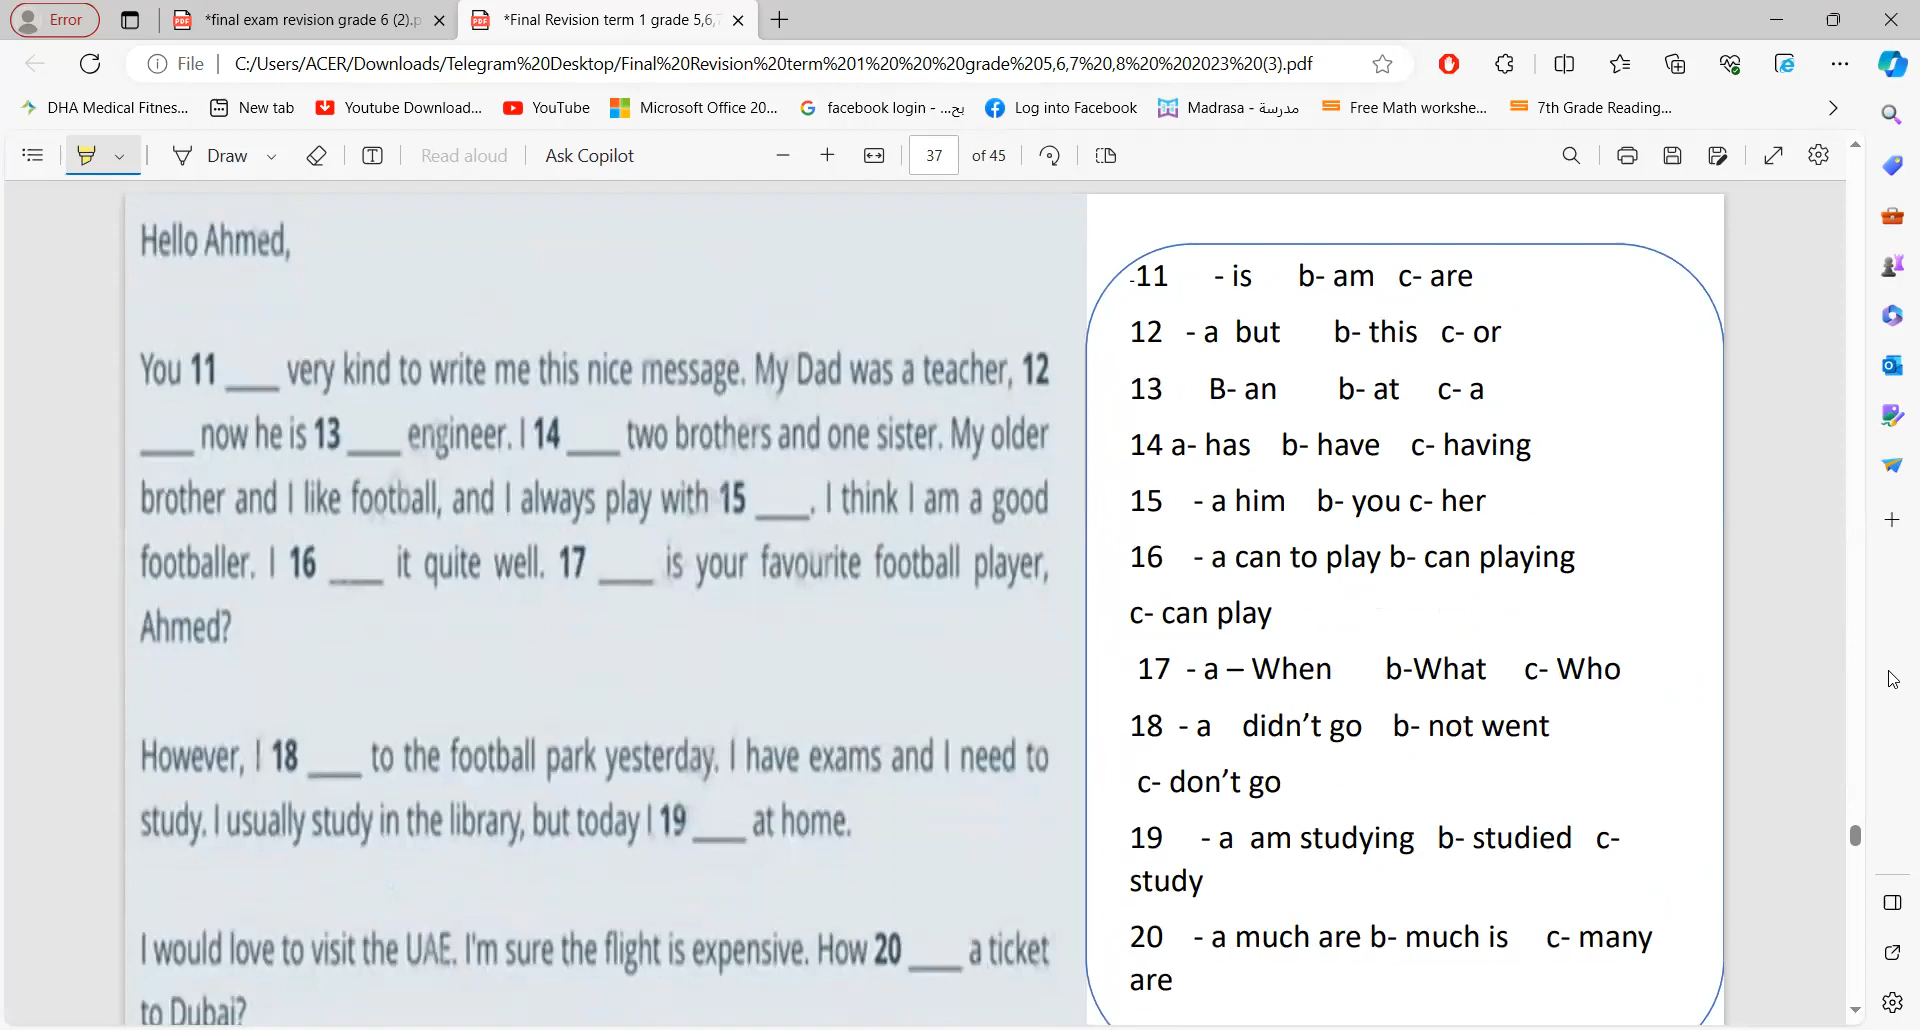 Error
*final exam revision grade 6 (2).p
*Final Revision term 1 grade 5,6,7
File
C:/Users/ACER/Downloads/Telegram%20Desktop/Final%20Revision%20term%201%20%20%20grade%205,6,7%20,8%20%202023%20(3).pdf
DHA Medical Fitnes...
New tab
Youtube Download...
YouTube
Microsoft Office 20...
facebook login - بح...
Log into Facebook
Madrasa - مدرسة
Free Math workshe...
7th Grade Reading...
Draw
Read aloud
Ask Copilot
37 of 45
Hello Ahmed,
You 11 ____ very kind to write me this nice message. My Dad was a teacher, 12
____ now he is 13 ____ engineer. I 14 ____ two brothers and one sister. My older
brother and I like football, and I always play with 15 ____. I think I am a good
footballer. I 16 ____ it quite well. 17 ____ is your favourite football player,
Ahmed?
However, I 18 ____ to the football park yesterday. I have exams and I need to
study. I usually study in the library, but today I 19 ____ at home.
I would love to visit the UAE. I'm sure the flight is expensive. How 20 ____ a ticket
to Dubai?
-11 - is b- am c- are
12 - a but b- this c- or
13 B- an b- at c- a
14 a- has b- have c- having
15 - a him b- you c- her
16 - a can to play b- can playing
c- can play
17 - a – When b-What c- Who
18 - a didn’t go b- not went
c- don’t go
19 - a am studying b- studied c-
study
20 - a much are b- much is c- many
are